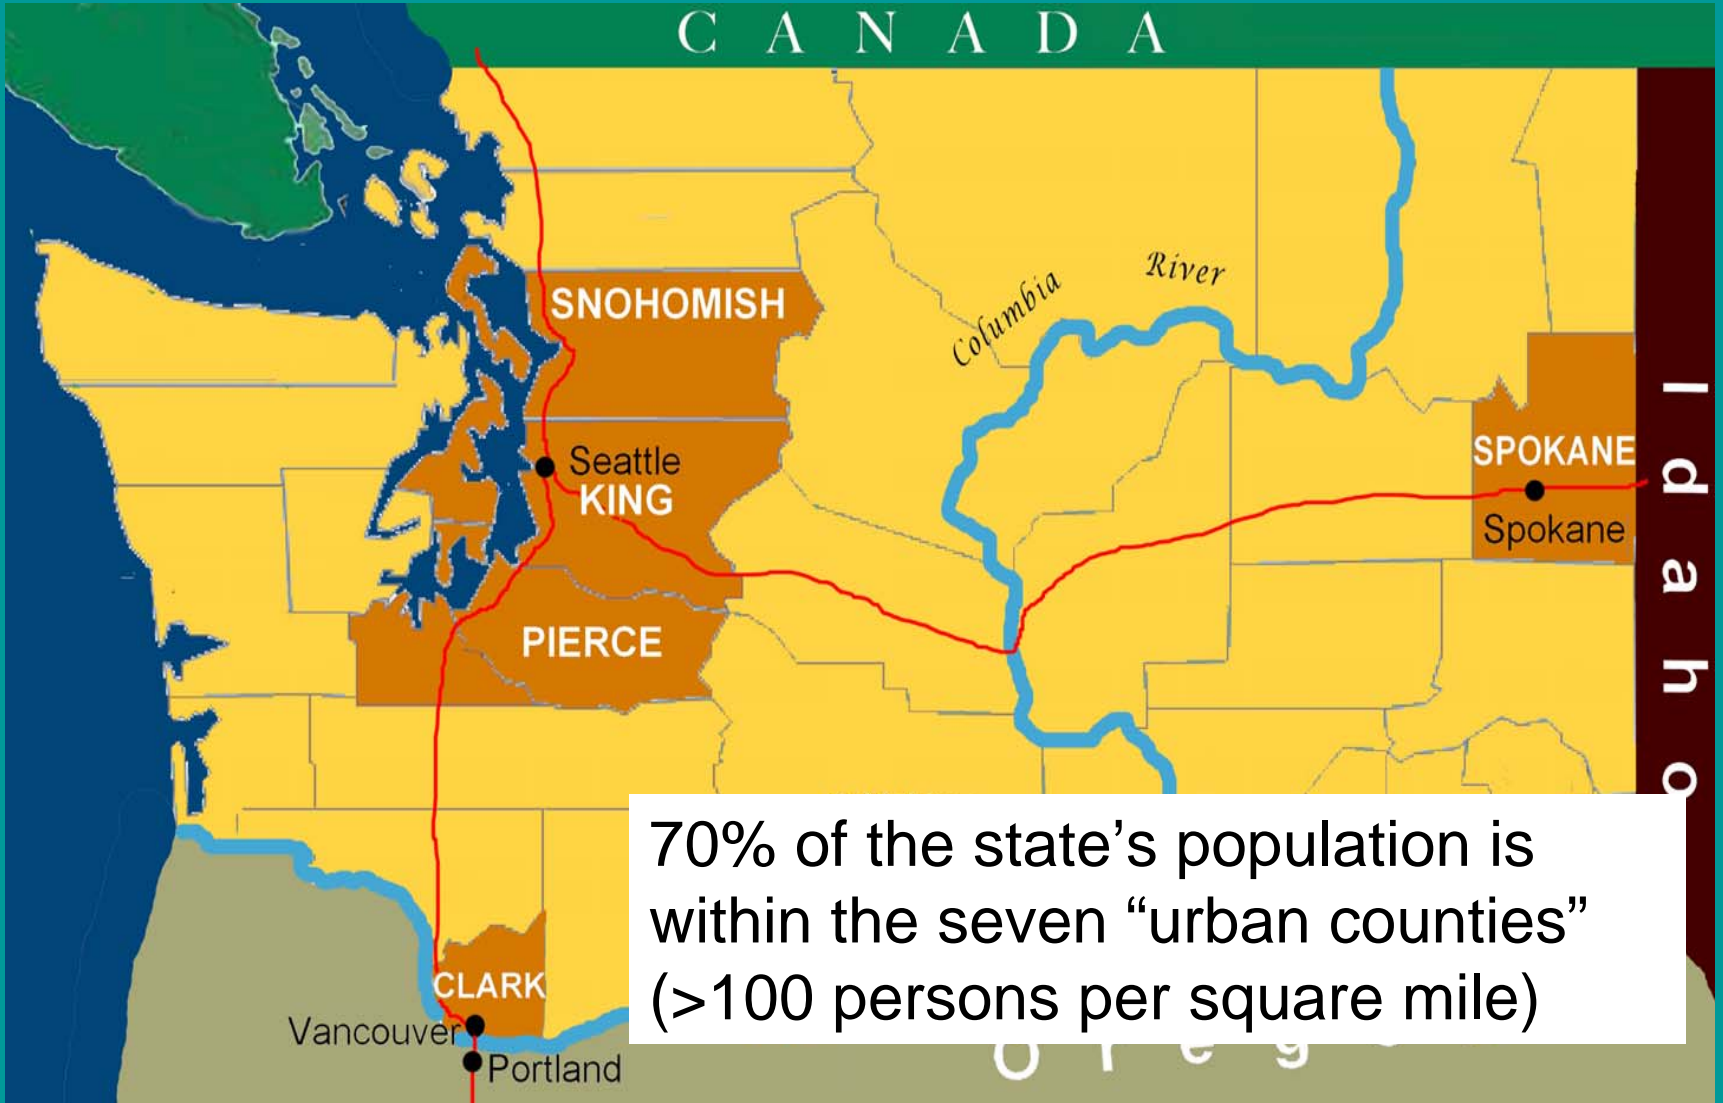 CANADA
River
Columbia
SNOHOMISH
Idaho
SPOKANE
Seattle
KING
Spokane
PIERCE
70% of the state’s population is
within the seven “urban counties”
(>100 persons per square mile)
CLARK
Vancouver
Portland